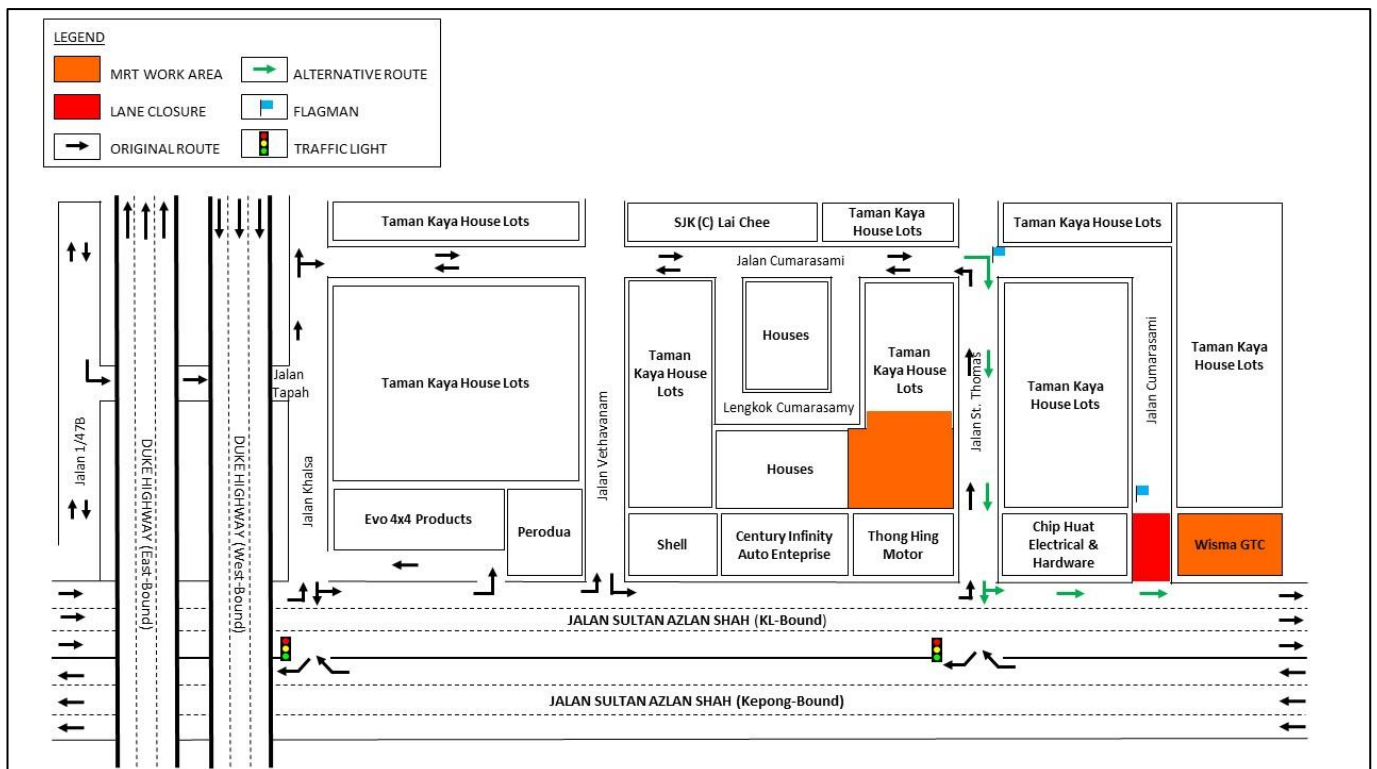 LEGEND
MRT WORK AREA
ALTERNATIVE ROUTE
LANE CLOSURE
FLAGMAN
ORIGINAL ROUTE
TRAFFIC LIGHT
Taman Kaya House Lots
SJK (C) Lai Chee
Taman Kaya
House Lots
Taman Kaya House Lots
Jalan Cumarasami
Jalan
Tapah
Taman Kaya House Lots
Taman
Kaya House
Lots
Houses
Taman
Kaya House
Lots
Lengkok Cumarasamy
Houses
Jalan St. Thomas
Taman Kaya
House Lots
Jalan Cumarasami
Taman Kaya
House Lots
Jalan 1/47B
DUKE HIGHWAY (East-Bound)
DUKE HIGHWAY (West-Bound)
Jalan Khalsa
Jalan Vethavanam
Evo 4x4 Products
Perodua
Shell
Century Infinity
Auto Enteprise
Thong Hing
Motor
Chip Huat
Electrical &
Hardware
Wisma GTC
JALAN SULTAN AZLAN SHAH (KL-Bound)
JALAN SULTAN AZLAN SHAH (Kepong-Bound)